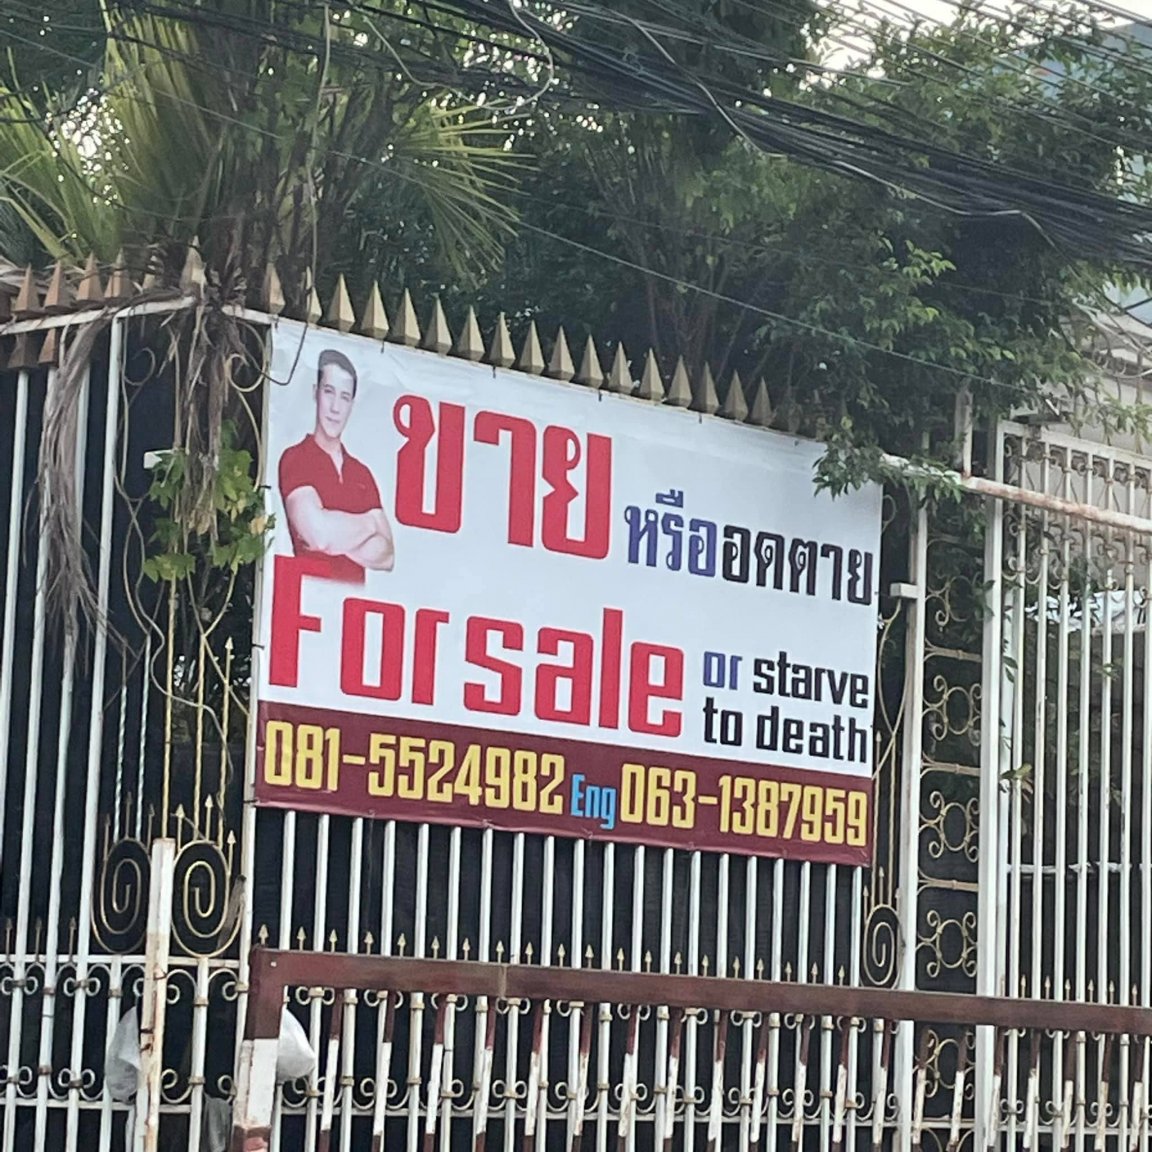 ขาย หรืออดตาย
For sale or starve
to death
081-5524982 Eng 063-1387959